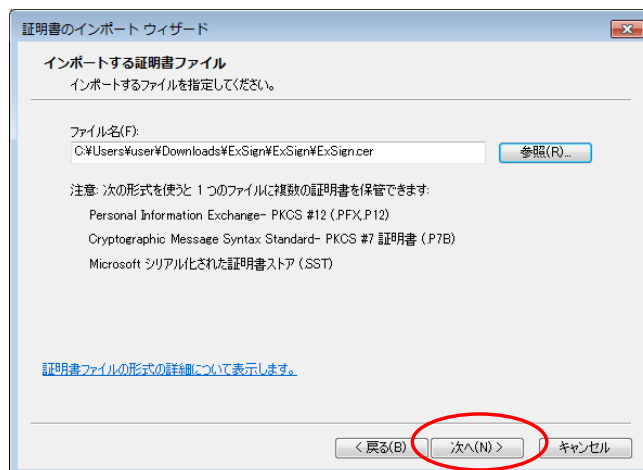 証明書のインポート ウィザード
インポートする証明書ファイル
インポートするファイルを指定してください。
ファイル名(F):
C:¥Users¥user¥Downloads¥ExSign¥ExSign¥ExSign.cer
参照(R)...
注意: 次の形式を使うと 1 つのファイルに複数の証明書を保管できます:
Personal Information Exchange- PKCS #12 (.PFX,.P12)
Cryptographic Message Syntax Standard- PKCS #7 証明書 (.P7B)
Microsoft シリアル化された証明書ストア (.SST)
証明書ファイルの形式の詳細について表示します。
< 戻る(B) 次へ(N) > キャンセル